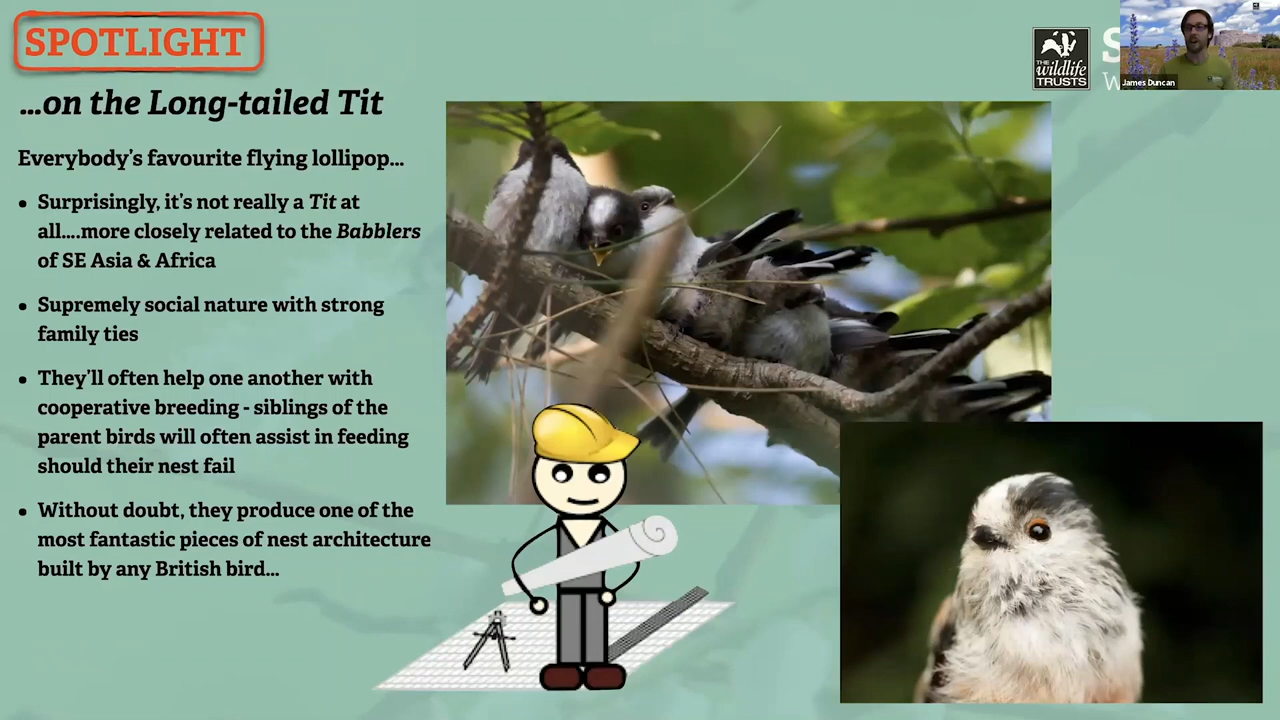 SPOTLIGHT
...on the Long-tailed Tit
Everybody's favourite flying lollipop...
• Surprisingly, it's not really a Tit at
all....more closely related to the Babblers
of SE Asia & Africa
• Supremely social nature with strong
family ties
• They'll often help one another with
cooperative breeding - siblings of the
parent birds will often assist in feeding
should their nest fail
• Without doubt, they produce one of the
most fantastic pieces of nest architecture
built by any British bird...
THE
wildlife
TRUSTS
S
W
James Duncan